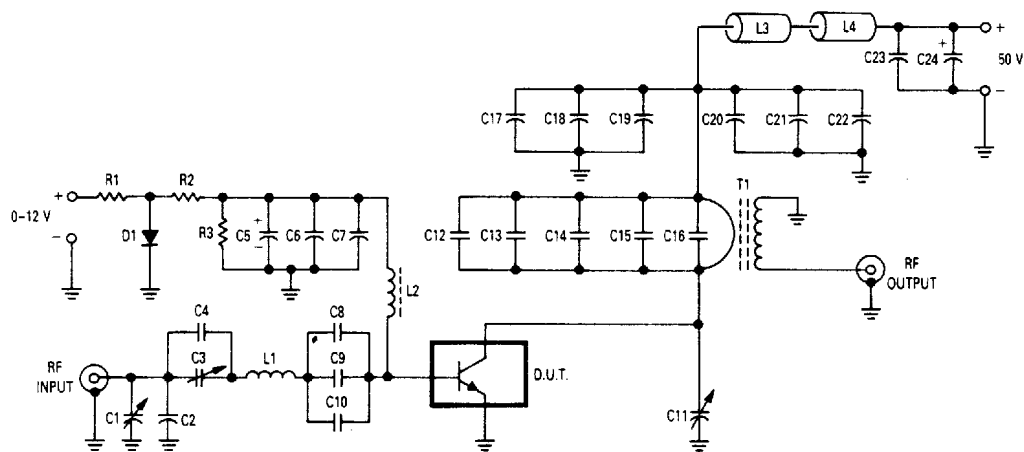 L3
L4
+
C23
+
C24
50 V
−
C17
C18
C19
C20
C21
C22
+
R1
R2
T1
0–12 V
−
D1
R3
+
C5
−
C6
C7
C12
C13
C14
C15
C16
L2
RF
OUTPUT
C4
C8
RF
INPUT
C3
L1
C9
D.U.T.
C1
C2
C10
C11